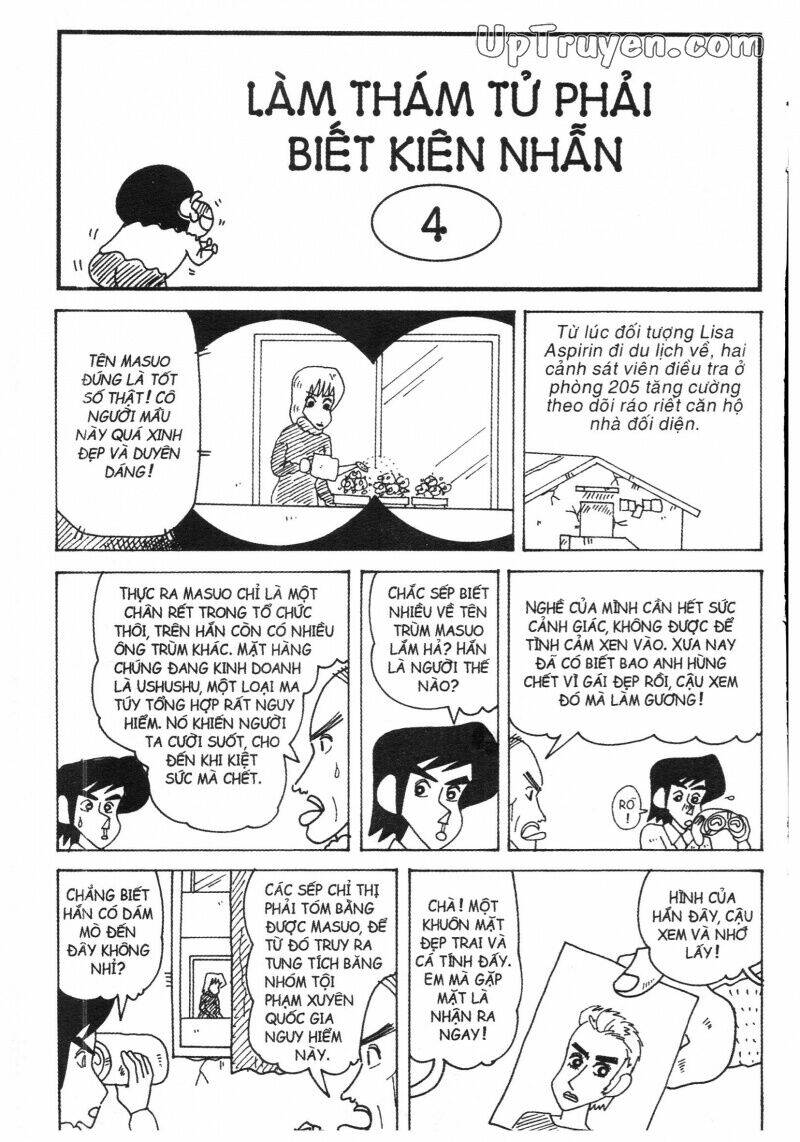 UpTruyen.com
LÀM THÁM TỬ PHẢI
BIẾT KIÊN NHẪN
4
Từ lúc đối tượng Lisa
Aspirin đi du lịch về, hai
cảnh sát viên điều tra ở
phòng 205 tăng cường
theo dõi ráo riết căn hộ
nhà đối diện.
TÊN MASUO
ĐÚNG LÀ TỐT
SỐ THẬT! CÔ
NGƯỜI MẪU
NÀY QUÁ XINH
ĐẸP VÀ DUYÊN
DÁNG!
NGHỀ CỦA MÌNH CẦN HẾT SỨC
CẢNH GIÁC, KHÔNG ĐƯỢC ĐỂ
TÌNH CẢM XEN VÀO. XƯA NAY
ĐÃ CÓ BIẾT BAO ANH HÙNG
CHẾT VÌ GÁI ĐẸP RỒI, CẬU XEM
ĐÓ MÀ LÀM GƯƠNG!
RÕ
!
CHẮC SẾP BIẾT
NHIỀU VỀ TÊN
TRÙM MASUO
LẮM HẢ? HẮN
LÀ NGƯỜI THẾ
NÀO?
THỰC RA MASUO CHỈ LÀ MỘT
CHÂN RẾT TRONG TỔ CHỨC
THÔI, TRÊN HẮN CÒN CÓ NHIỀU
ÔNG TRÙM KHÁC. MẶT HÀNG
CHÚNG ĐANG KINH DOANH
LÀ USHUSHU, MỘT LOẠI MA
TÚY TỔNG HỢP RẤT NGUY
HIỂM. NÓ KHIẾN NGƯỜI
TA CƯỜI SUỐT, CHO
ĐẾN KHI KIỆT
SỨC MÀ CHẾT.
HÌNH CỦA
HẮN ĐÂY, CẬU
XEM VÀ NHỚ
LẤY!
CHÀ! MỘT
KHUÔN MẶT
ĐẸP TRAI VÀ
CÁ TÍNH ĐẤY.
EM MÀ GẶP
MẶT LÀ
NHẬN RA
NGAY!
CÁC SẾP CHỈ THỊ
PHẢI TÓM BẰNG
ĐƯỢC MASUO, ĐỂ
TỪ ĐÓ TRUY RA
TUNG TÍCH BĂNG
NHÓM TỘI
PHẠM XUYÊN
QUỐC GIA
NGUY HIỂM
NÀY.
CHẲNG BIẾT
HẮN CÓ DÁM
MÒ ĐẾN
ĐÂY KHÔNG
NHỈ?